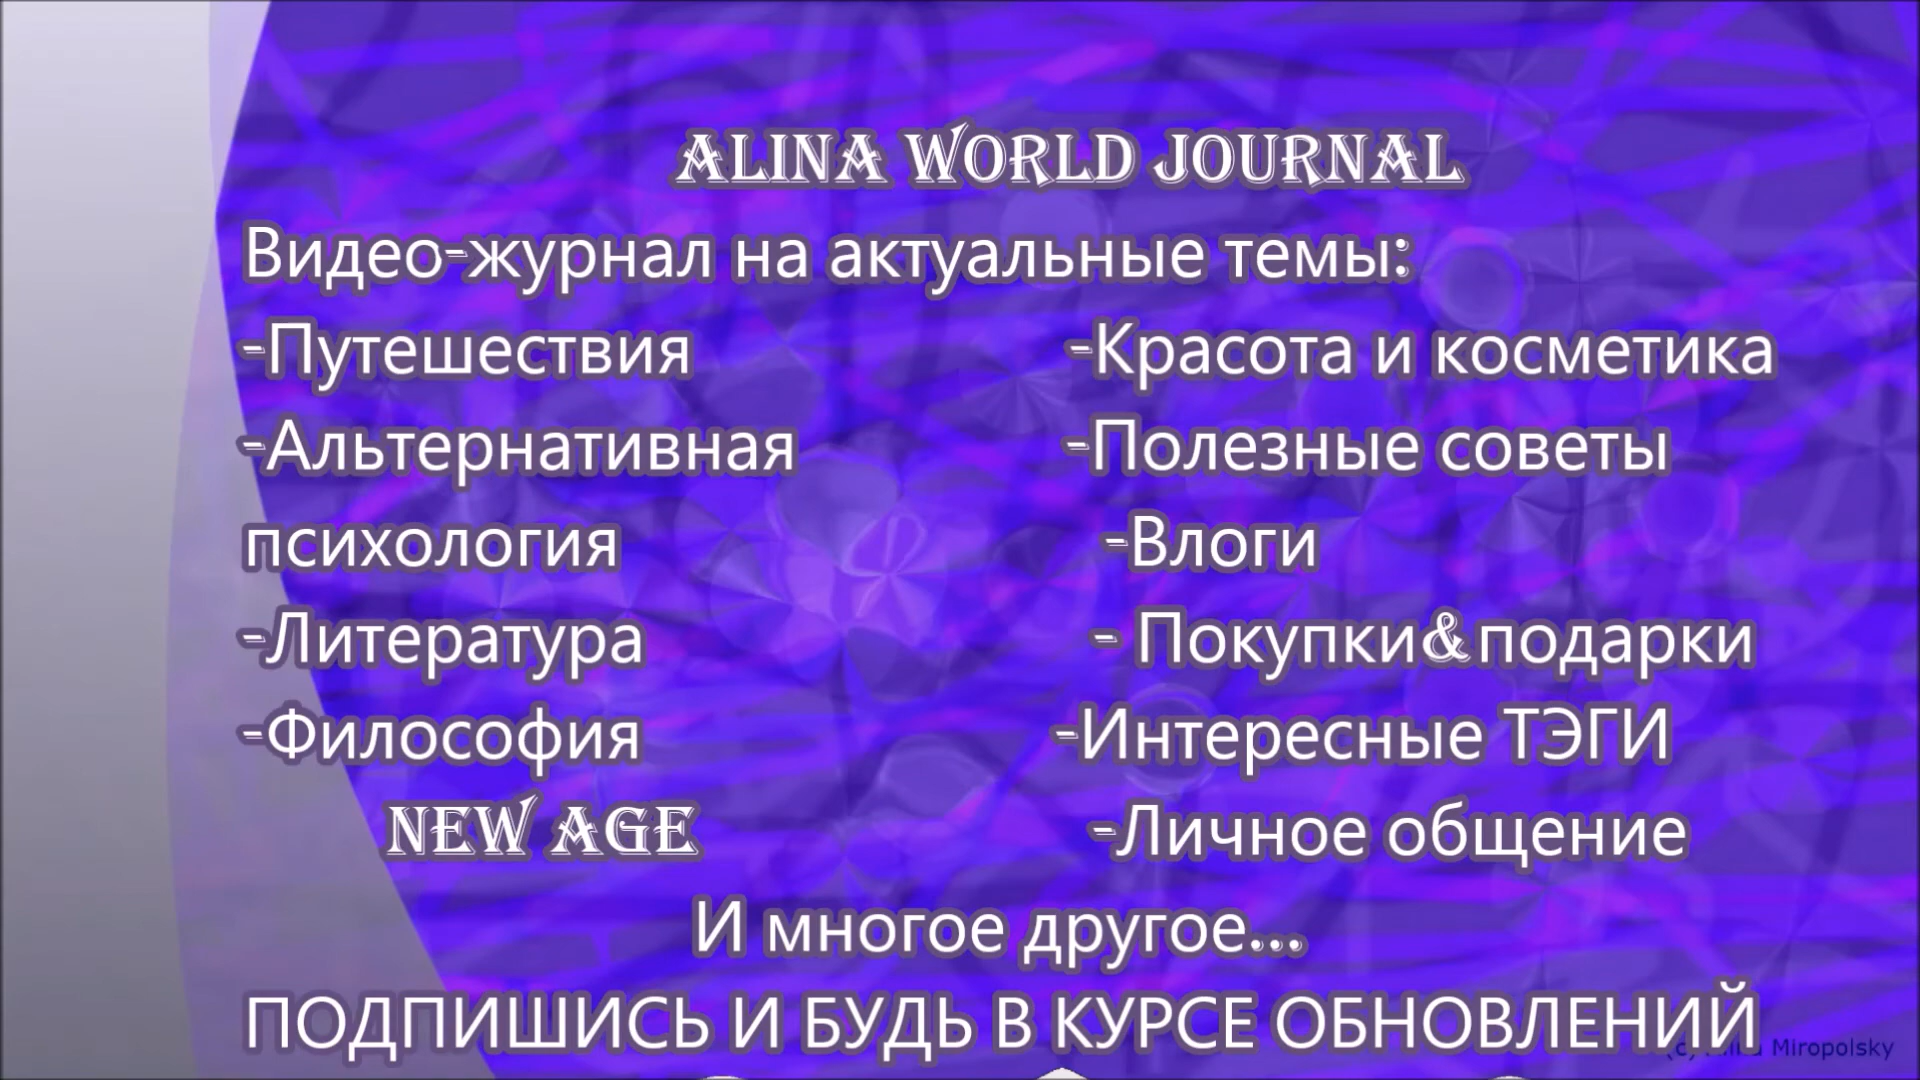 ALINA WORLD JOURNAL
Видео-журнал на актуальные темы:
-Путешествия -Красота и косметика
-Альтернативная -Полезные советы
психология -Влоги
-Литература - Покупки&подарки
-Философия -Интересные ТЭГИ
NEW AGE -Личное общение
И многое другое...
ПОДПИШИСЬ И БУДЬ В КУРСЕ ОБНОВЛЕНИЙ
Miropolsky